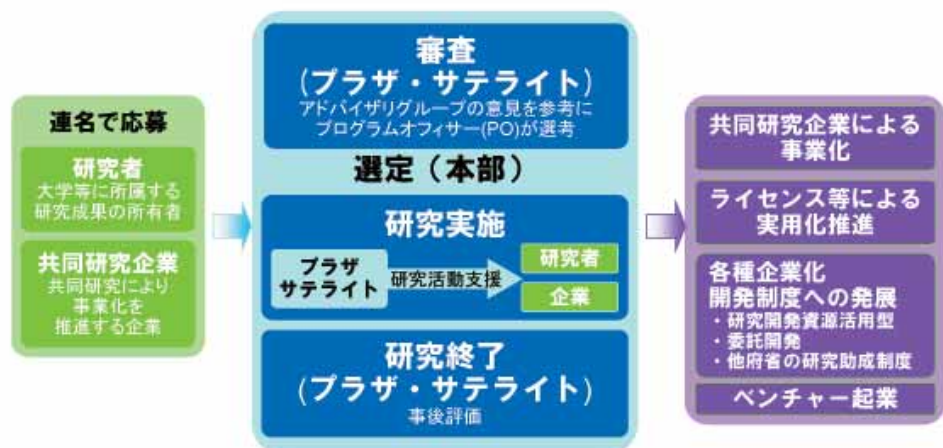 連名で応募
研究者
大学等に所属する
研究成果の所有者
共同研究企業
共同研究により
事業化を
推進する企業
審査
(プラザ・サテライト)
アドバイザリグループの意見を参考に
プログラムオフィサー(PO)が選考
選定(本部)
研究実施
プラザ
サテライト
研究活動支援
研究者
企業
研究終了
(プラザ・サテライト)
事後評価
共同研究企業による
事業化
ライセンス等による
実用化推進
各種企業化
開発制度への発展
・研究開発資源活用型
・委託開発
・他府省の研究助成制度
ベンチャー起業